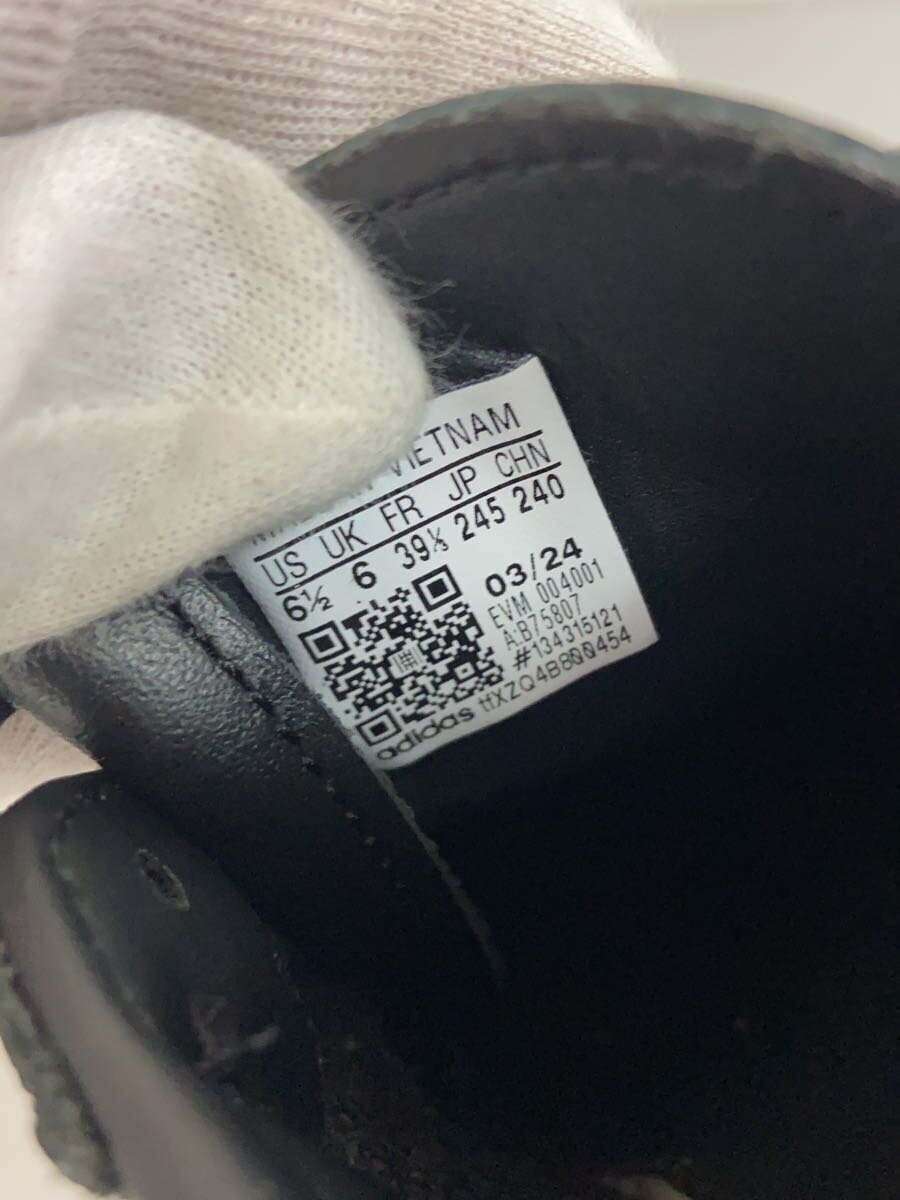 VIETNAM
US UK FR JP CHN
6½ 6 39⅓ 245 240
03/24
EVM 004001
A:B75807
#134315121
adidas tfXZQ4B800454